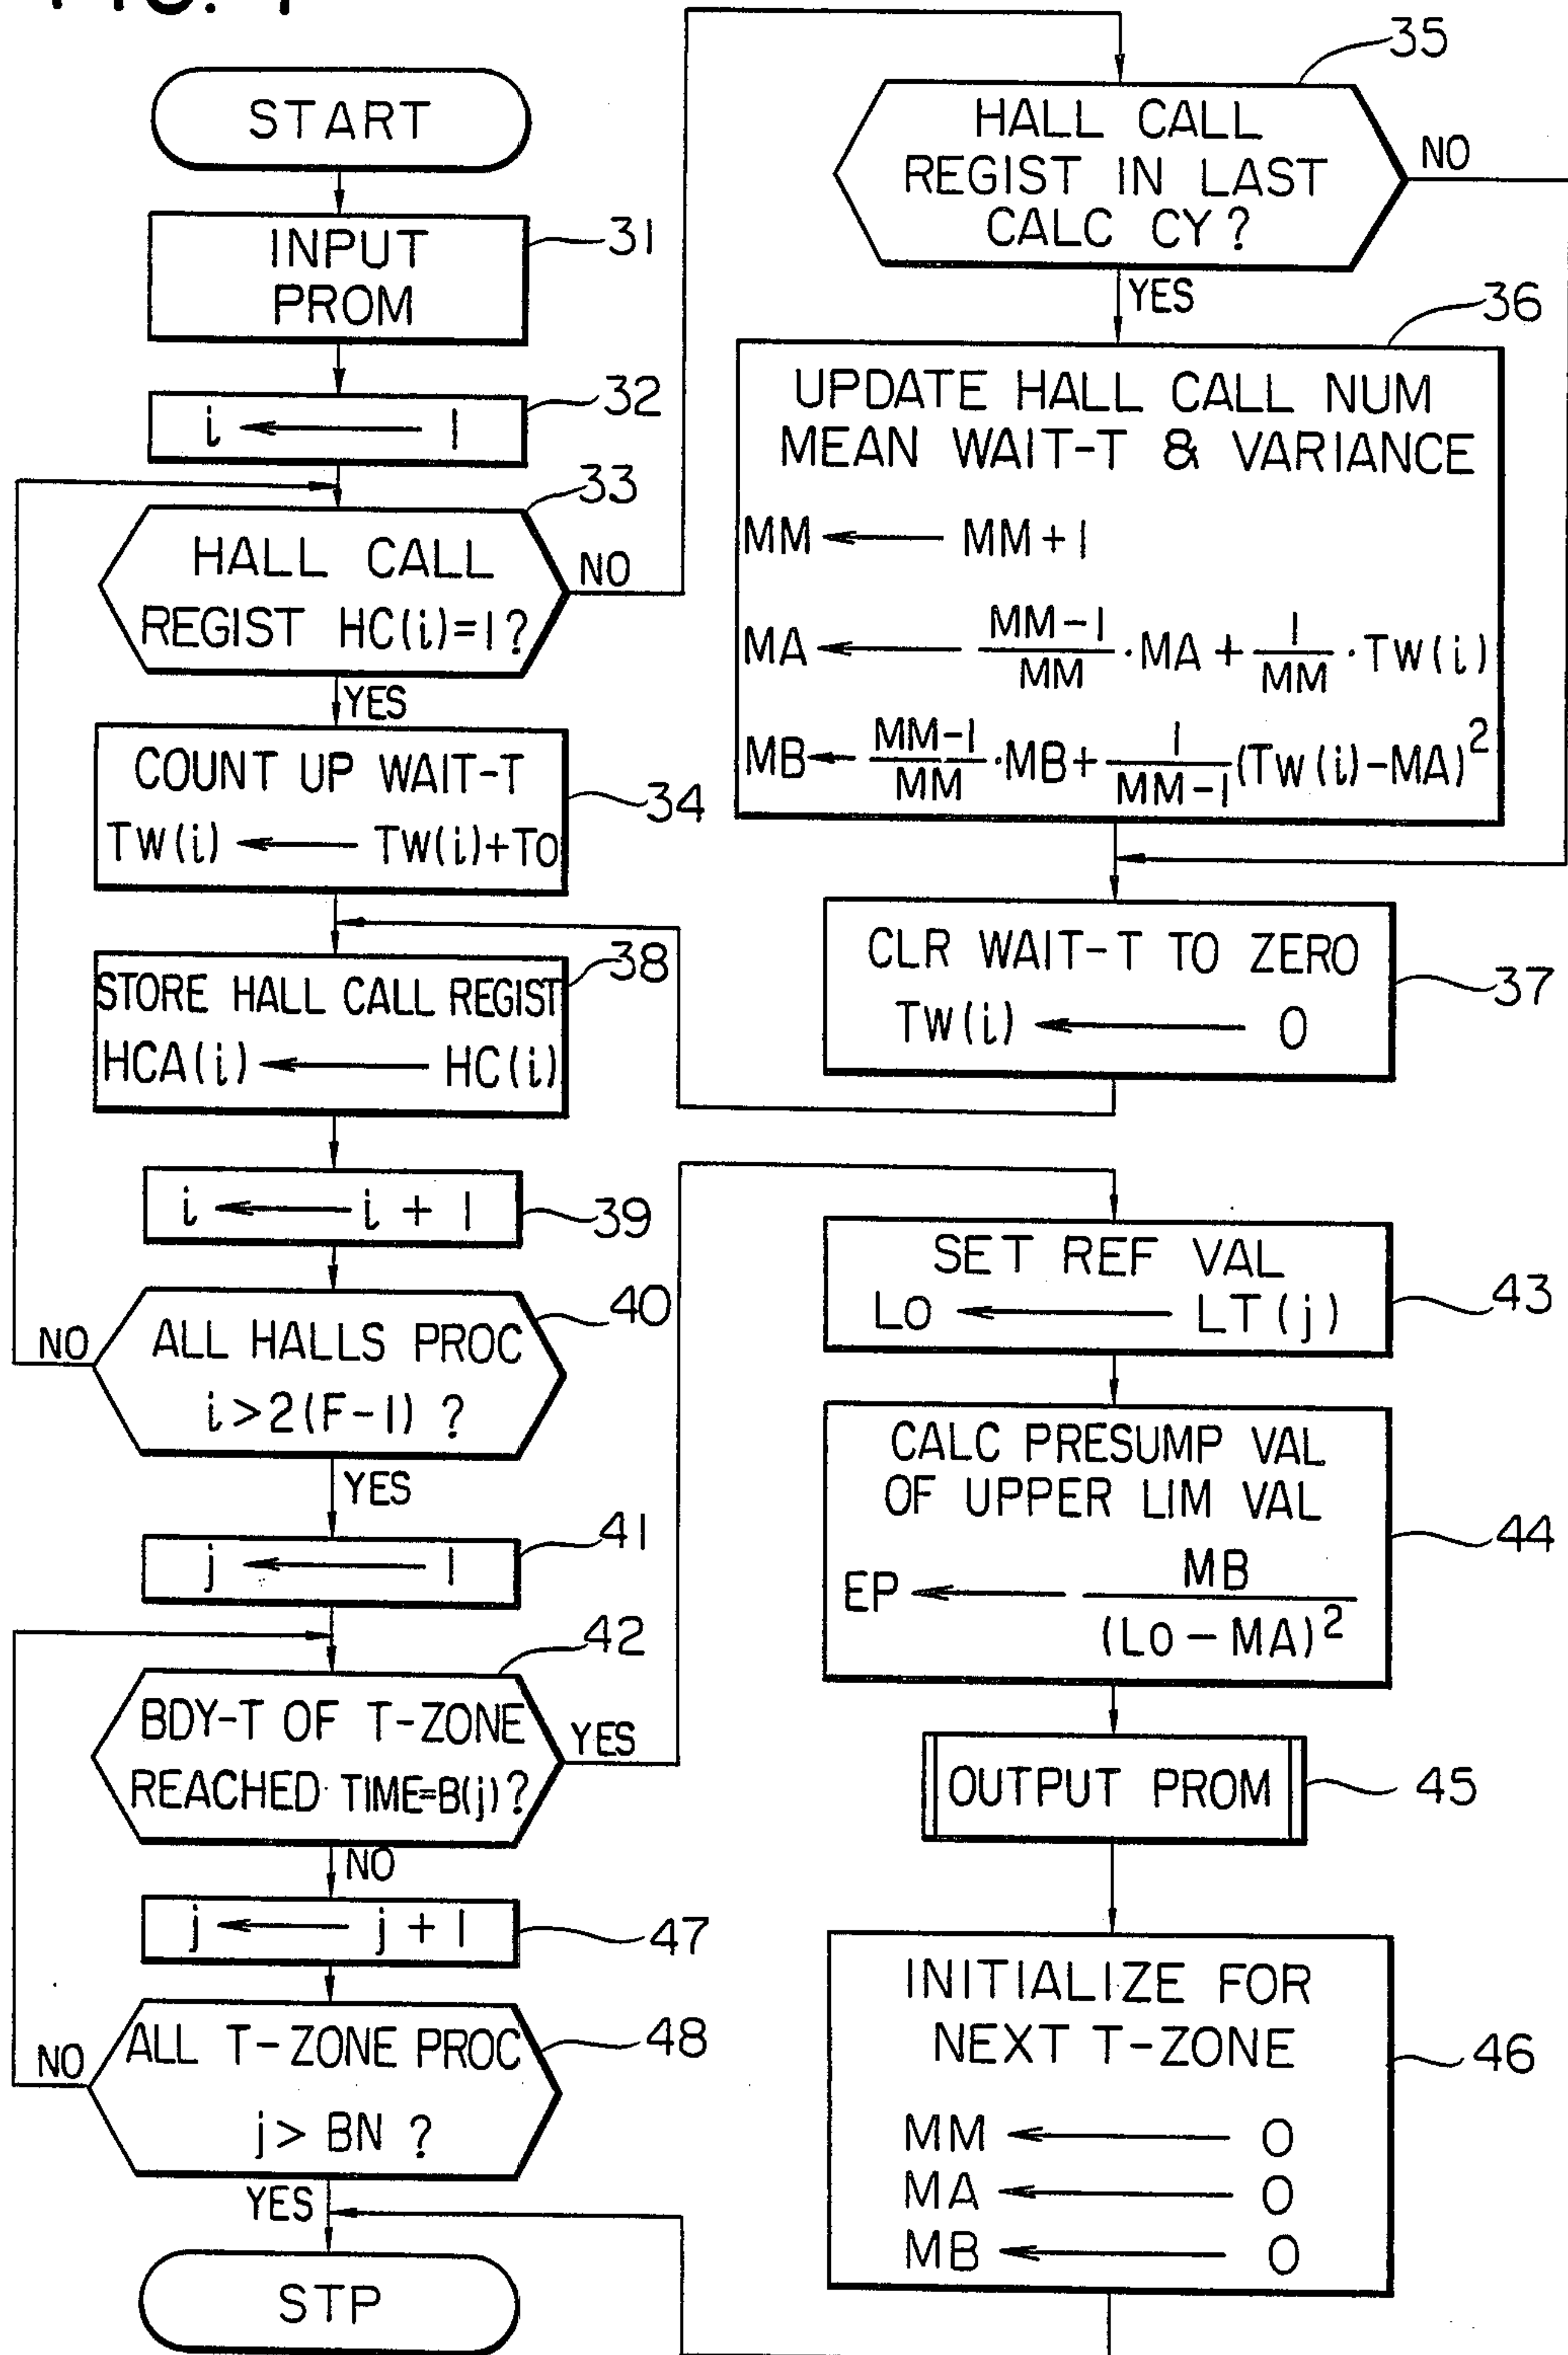 START
INPUT
PROM
31
i ← 1
32
33
HALL CALL
REGIST HC(i)=1?
NO
YES
COUNT UP WAIT-T
TW(i) ← TW(i)+TO
34
STORE HALL CALL REGIST
HCA(i) ← HC(i)
38
i ← i + 1
39
ALL HALLS PROC
i>2(F-1) ?
40
NO
YES
j ← 1
41
42
BDY-T OF T-ZONE
REACHED TIME=B(j)?
YES
NO
j ← j + 1
47
ALL T-ZONE PROC
j> BN ?
48
NO
YES
STP
35
HALL CALL
REGIST IN LAST
CALC CY?
NO
YES
36
UPDATE HALL CALL NUM
MEAN WAIT-T & VARIANCE
MM ← MM+1
MA ← MM-1/MM ·MA + 1/MM ·TW(i)
MB ← MM-1/MM ·MB+ 1/MM-1 (TW(i)-MA)²
CLR WAIT-T TO ZERO
TW(i) ← 0
37
SET REF VAL
LO ← LT(j)
43
CALC PRESUMP VAL
OF UPPER LIM VAL
EP ← MB/(LO-MA)²
44
OUTPUT PROM
45
INITIALIZE FOR
NEXT T-ZONE
46
MM ← 0
MA ← 0
MB ← 0